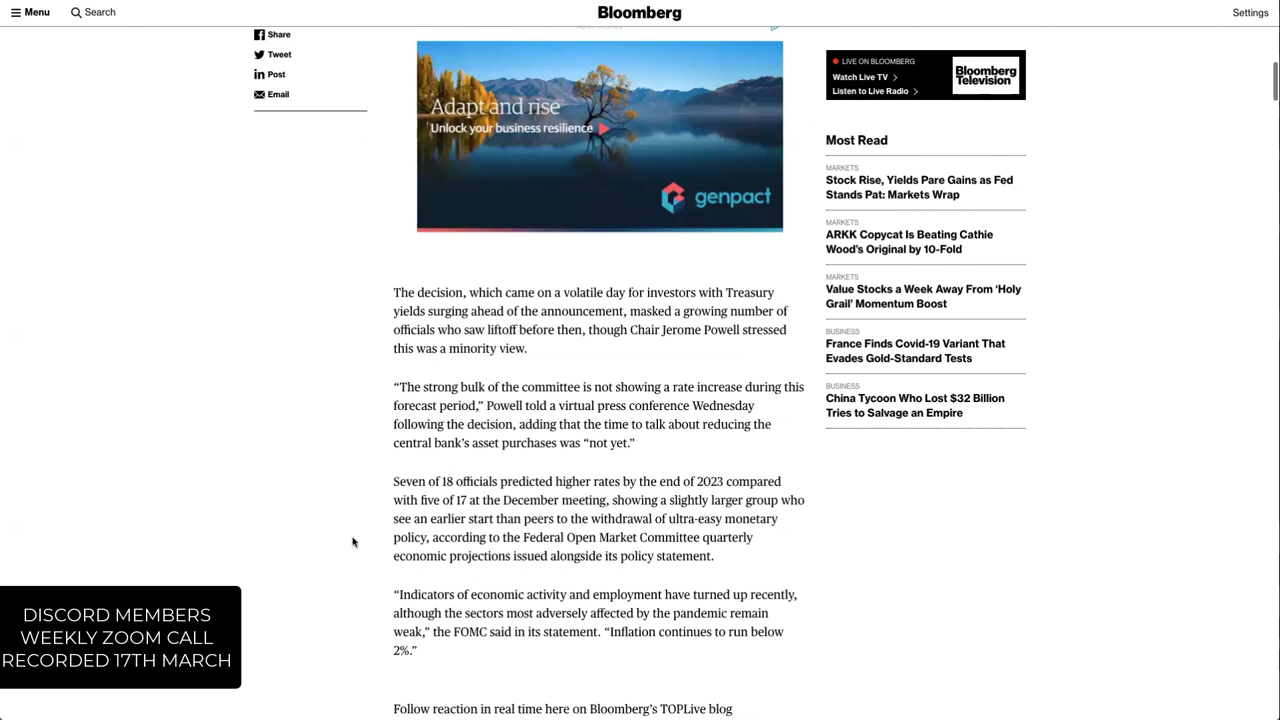 Menu
Search
Bloomberg
Settings
Share
Tweet
Post
Email
Adapt and rise
Unlock your business resilience
genpact
LIVE ON BLOOMBERG
Watch Live TV
Listen to Live Radio
Bloomberg
Television
Most Read
MARKETS
Stock Rise, Yields Pare Gains as Fed
Stands Pat: Markets Wrap
MARKETS
ARKK Copycat Is Beating Cathie
Wood's Original by 10-Fold
MARKETS
Value Stocks a Week Away From ‘Holy
Grail’ Momentum Boost
BUSINESS
France Finds Covid-19 Variant That
Evades Gold-Standard Tests
BUSINESS
China Tycoon Who Lost $32 Billion
Tries to Salvage an Empire
The decision, which came on a volatile day for investors with Treasury
yields surging ahead of the announcement, masked a growing number of
officials who saw liftoff before then, though Chair Jerome Powell stressed
this was a minority view.
“The strong bulk of the committee is not showing a rate increase during this
forecast period,” Powell told a virtual press conference Wednesday
following the decision, adding that the time to talk about reducing the
central bank’s asset purchases was “not yet.”
Seven of 18 officials predicted higher rates by the end of 2023 compared
with five of 17 at the December meeting, showing a slightly larger group who
see an earlier start than peers to the withdrawal of ultra-easy monetary
policy, according to the Federal Open Market Committee quarterly
economic projections issued alongside its policy statement.
“Indicators of economic activity and employment have turned up recently,
although the sectors most adversely affected by the pandemic remain
weak,” the FOMC said in its statement. “Inflation continues to run below
2%.”
Follow reaction in real time here on Bloomberg’s TOPLive blog
DISCORD MEMBERS
WEEKLY ZOOM CALL
RECORDED 17TH MARCH